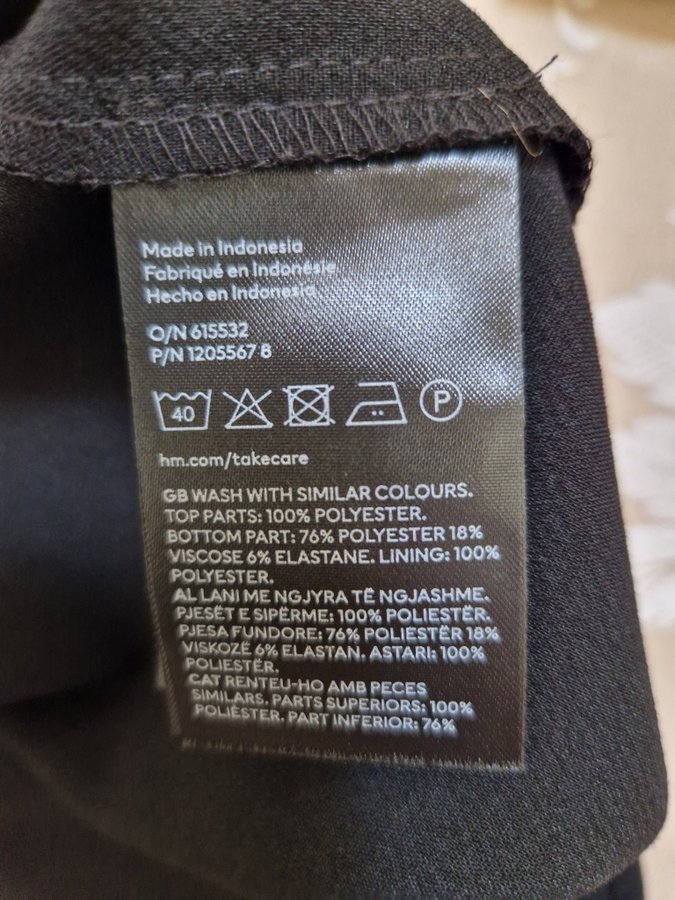 Made in Indonesia
Fabriqué en Indonésie
Hecho en Indonesia
O/N 615532
P/N 1205567 8
40 P
hm.com/takecare
GB WASH WITH SIMILAR COLOURS.
TOP PARTS: 100% POLYESTER.
BOTTOM PART: 76% POLYESTER 18%
VISCOSE 6% ELASTANE. LINING: 100%
POLYESTER.
AL LANI ME NGJYRA TË NGJASHME.
PJESËT E SIPËRME: 100% POLIESTËR.
PJESA FUNDORE: 76% POLIESTËR 18%
VISKOZË 6% ELASTAN. ASTARI: 100%
POLIESTËR.
CAT RENTEU-HO AMB PECES
SIMILARS. PARTS SUPERIORS: 100%
POLIÈSTER. PART INFERIOR: 76%